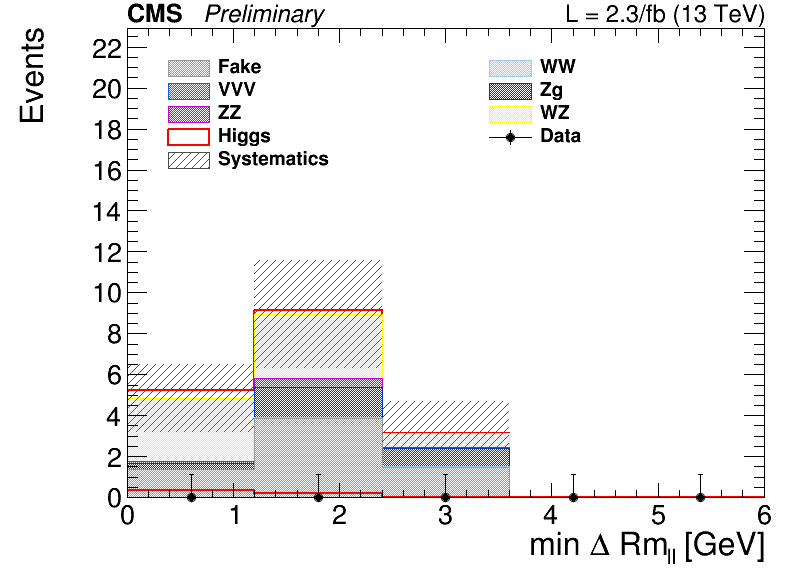 CMS Preliminary L = 2.3/fb (13 TeV)
Events
22
20
18
16
14
12
10
8
6
4
2
0
Fake WW
VVV Zg
ZZ WZ
Higgs Data
Systematics
0 1 2 3 4 5 6
min Δ Rm_ll [GeV]